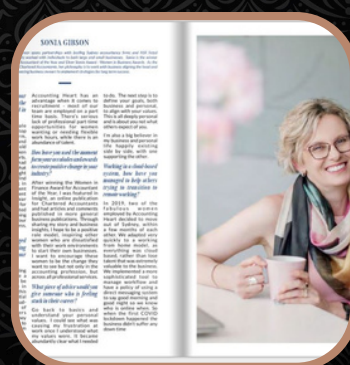 SONIA GIBSON
Accounting Heart has an
advantage when it comes to
recruitment - most of our
team are employed on a part
time basis. There's serious
lack of professional part time
opportunities for women
wanting or needing flexible
work hours, while there is an
abundance of talent.
How have you used the moment
form your accolades and awards
to create positive change in your
industry?
After winning the Women in
Finance Award for Accountant
of the Year, I was featured in
Insight, an online publication
for Chartered Accountants
and had articles and comments
published in more general
business publications. Through
sharing my story and business
insights, I hope to be a positive
role model, inspiring other
women who are dissatisfied
with their work environments
to start their own businesses.
I want to encourage these
women to be the change they
want to see but not only in the
accounting profession, but
across all professional services.
What piece of advice would you
give someone who is feeling
stuck in their career?
Go back to basics and
understand your personal
values. I could see what was
causing my frustration at
work once I understood what
my values were. It became
abundantly clear what I needed
to do. The next step is to
define your goals, both
business and personal,
to align with your values.
This is all deeply personal
and is about you not what
others expect of you.
I'm also a big believer in
my business and personal
life happily existing
side by side, with one
supporting the other.
Working in a cloud-based
system, how have you
managed to help others
trying to transition to
remote working?
In 2019, two of the
fabulous women
employed by Accounting
Heart decided to move
out of Sydney, within
a few months of each
other. We adapted very
quickly to a working
from home model, as
everything was cloud
based, rather than lose
talent that was extremely
valuable to the business.
We implemented a more
sophisticated tool to
manage workflow and
have a policy of using a
direct messaging system
to say good morning and
good night so we know
who is online when. So
when the first COVID
lockdown happened the
business didn't suffer any
down time